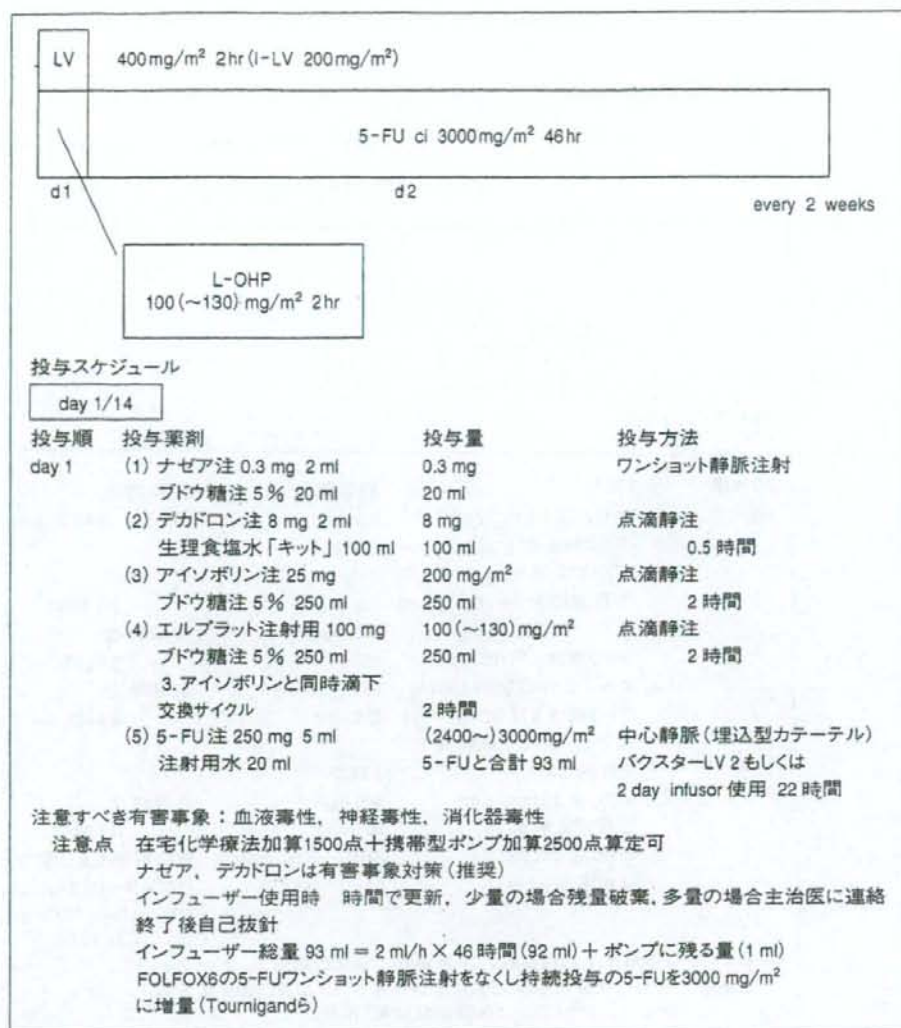 LV 400mg/m² 2hr(l-LV 200mg/m²)
5-FU ci 3000mg/m² 46hr
d1 d2
every 2 weeks
L-OHP
100(～130)mg/m² 2hr
投与スケジュール
day 1/14
投与順 投与薬剤 投与量 投与方法
day 1 (1) ナゼア注 0.3 mg 2 ml 0.3 mg ワンショット静脈注射
ブドウ糖注 5% 20 ml 20 ml
(2) デカドロン注 8 mg 2 ml 8 mg 点滴静注
生理食塩水「キット」100 ml 100 ml 0.5 時間
(3) アイソボリン注 25 mg 200 mg/m² 点滴静注
ブドウ糖注 5% 250 ml 250 ml 2 時間
(4) エルプラット注射用 100 mg 100(～130)mg/m² 点滴静注
ブドウ糖注 5% 250 ml 250 ml 2 時間
3.アイソボリンと同時滴下
交換サイクル 2 時間
(5) 5-FU注 250 mg 5 ml (2400～)3000mg/m² 中心静脈(埋込型カテーテル)
注射用水 20 ml 5-FUと合計 93 ml バクスターLV 2もしくは
2 day infusor 使用 22時間
注意すべき有害事象:血液毒性,神経毒性,消化器毒性
注意点 在宅化学療法加算1500点+携帯型ポンプ加算2500点算定可
ナゼア,デカドロンは有害事象対策(推奨)
インフューザー使用時 時間で更新,少量の場合残量破棄,多量の場合主治医に連絡
終了後自己抜針
インフューザー総量 93 ml = 2 ml/h × 46 時間(92 ml)+ ポンプに残る量(1 ml)
FOLFOX6の5-FUワンショット静脈注射をなくし持続投与の5-FUを3000 mg/m²
に増量(Tournigandら)